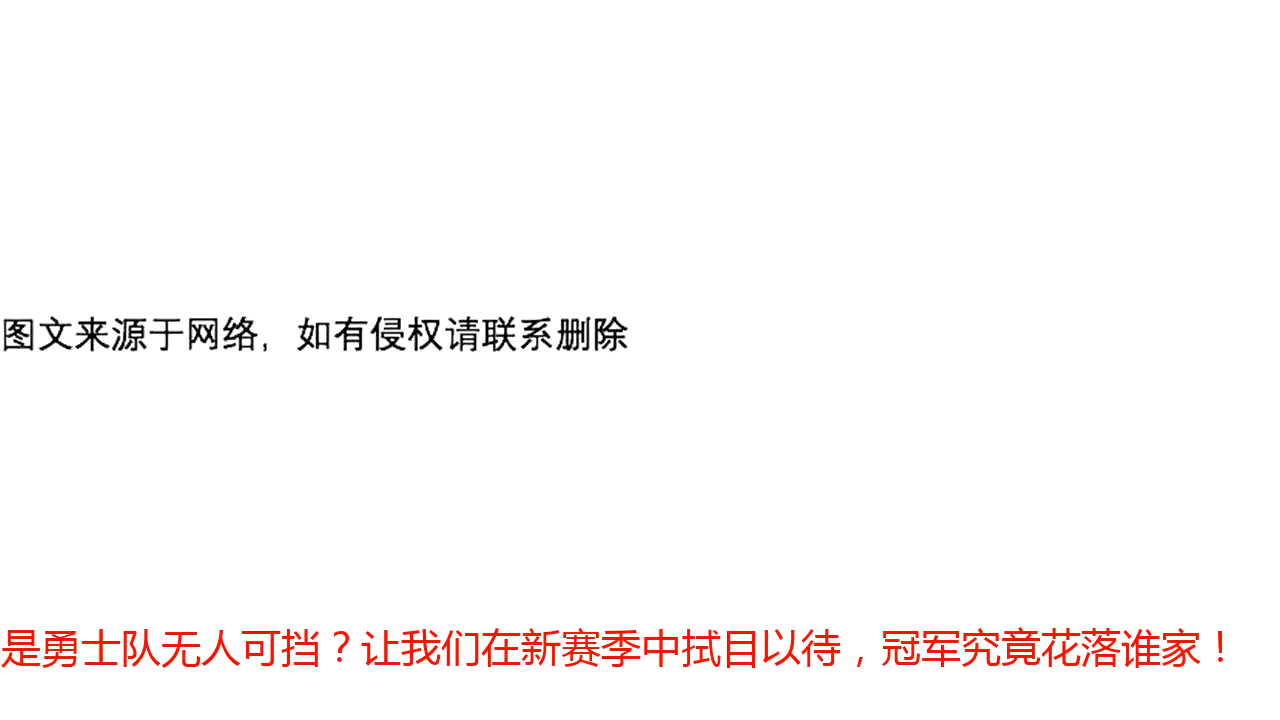 图文来源于网络，如有侵权请联系删除
是勇士队无人可挡？让我们在新赛季中拭目以待，冠军究竟花落谁家！